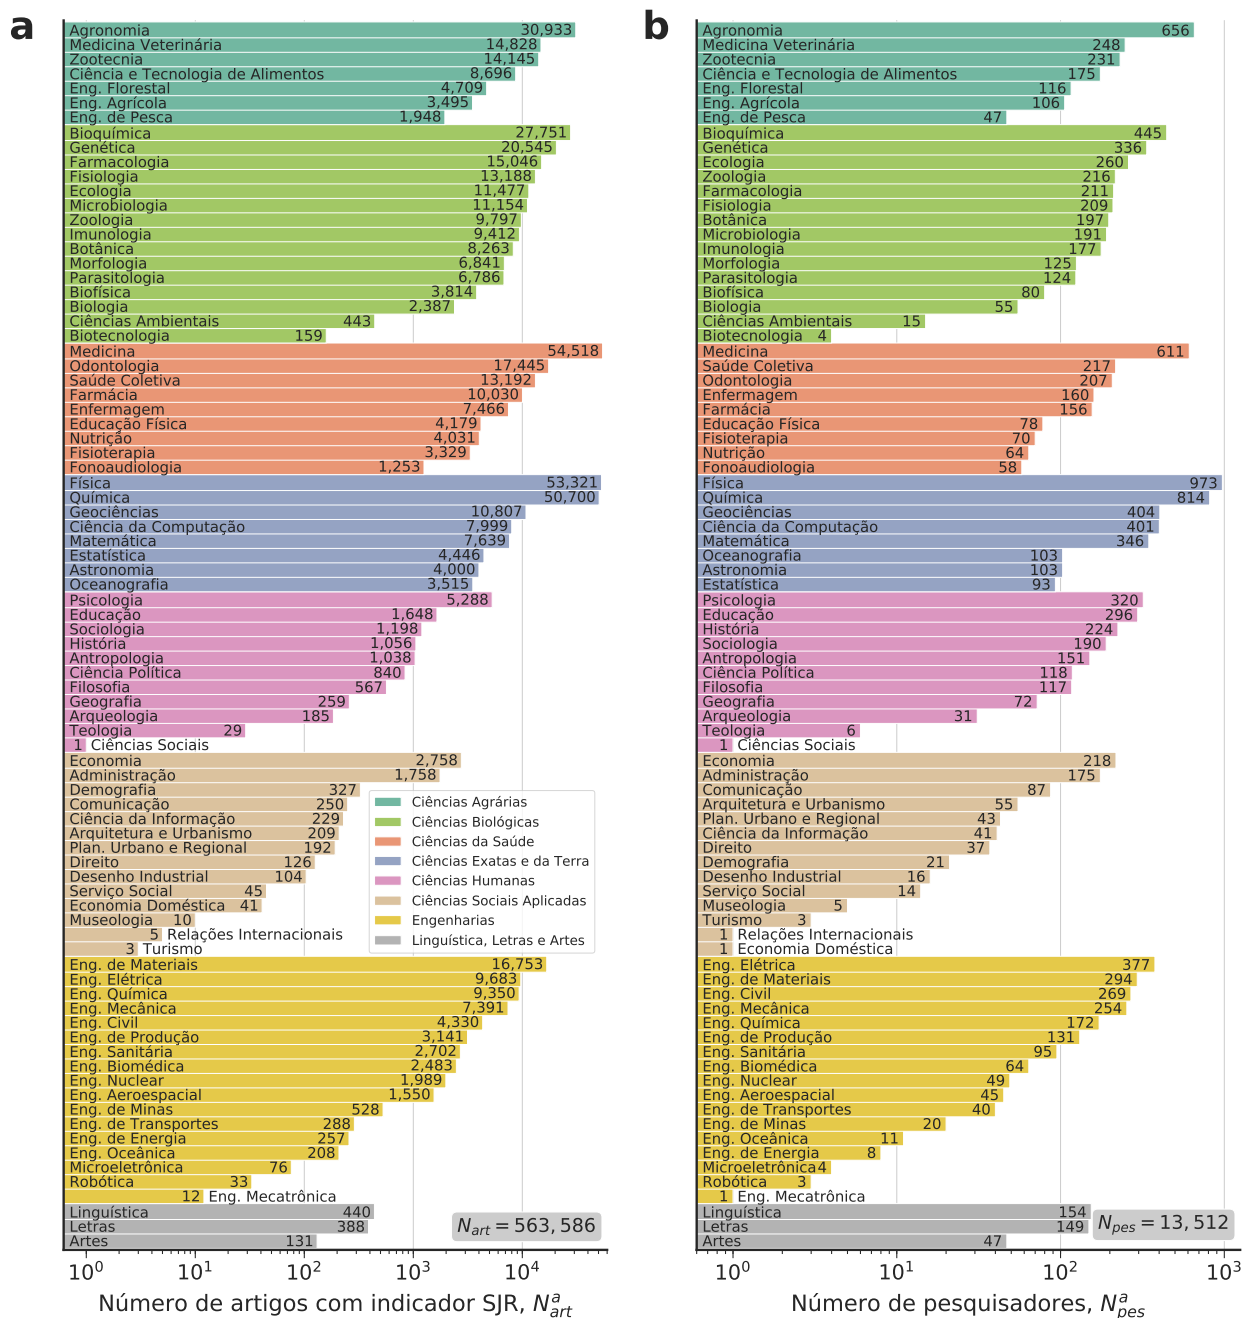 a
Agronomia 30,933
Medicina Veterinária 14,828
Zootecnia 14,145
Ciência e Tecnologia de Alimentos 8,696
Eng. Florestal 4,709
Eng. Agrícola 3,495
Eng. de Pesca 1,948
Bioquímica 27,751
Genética 20,545
Farmacologia 15,046
Fisiologia 13,188
Ecologia 11,477
Microbiologia 11,154
Zoologia 9,797
Imunologia 9,412
Botânica 8,263
Morfologia 6,841
Parasitologia 6,786
Biofísica 3,814
Biologia 2,387
Ciências Ambientais 443
Biotecnologia 159
Medicina 54,518
Odontologia 17,445
Saúde Coletiva 13,192
Farmácia 10,030
Enfermagem 7,466
Educação Física 4,179
Nutrição 4,031
Fisioterapia 3,329
Fonoaudiologia 1,253
Física 53,321
Química 50,700
Geociências 10,807
Ciência da Computação 7,999
Matemática 7,639
Estatística 4,446
Astronomia 4,000
Oceanografia 3,515
Psicologia 5,288
Educação 1,648
Sociologia 1,198
História 1,056
Antropologia 1,038
Ciência Política 840
Filosofia 567
Geografia 259
Arqueologia 185
Teologia 29
1 Ciências Sociais
Economia 2,758
Administração 1,758
Demografia 327
Comunicação 250
Ciência da Informação 229
Arquitetura e Urbanismo 209
Plan. Urbano e Regional 192
Direito 126
Desenho Industrial 104
Serviço Social 45
Economia Doméstica 41
Museologia 10
5 Relações Internacionais
3 Turismo
Eng. de Materiais 16,753
Eng. Elétrica 9,683
Eng. Química 9,350
Eng. Mecânica 7,391
Eng. Civil 4,330
Eng. de Produção 3,141
Eng. Sanitária 2,702
Eng. Biomédica 2,483
Eng. Nuclear 1,989
Eng. Aeroespacial 1,550
Eng. de Minas 528
Eng. de Transportes 288
Eng. de Energia 257
Eng. Oceânica 208
Microeletrônica 76
Robótica 33
12 Eng. Mecatrônica
Linguística 440
Letras 388
Artes 131
Ciências Agrárias
Ciências Biológicas
Ciências da Saúde
Ciências Exatas e da Terra
Ciências Humanas
Ciências Sociais Aplicadas
Engenharias
Linguística, Letras e Artes
N_art = 563,586
10^0 10^1 10^2 10^3 10^4
Número de artigos com indicador SJR, N^a_art
b
Agronomia 656
Medicina Veterinária 248
Zootecnia 231
Ciência e Tecnologia de Alimentos 175
Eng. Florestal 116
Eng. Agrícola 106
Eng. de Pesca 47
Bioquímica 445
Genética 336
Ecologia 260
Zoologia 216
Farmacologia 211
Fisiologia 209
Botânica 197
Microbiologia 191
Imunologia 177
Morfologia 125
Parasitologia 124
Biofísica 80
Biologia 55
Ciências Ambientais 15
Biotecnologia 4
Medicina 611
Saúde Coletiva 217
Odontologia 207
Enfermagem 160
Farmácia 156
Educação Física 78
Fisioterapia 70
Nutrição 64
Fonoaudiologia 58
Física 973
Química 814
Geociências 404
Ciência da Computação 401
Matemática 346
Oceanografia 103
Astronomia 103
Estatística 93
Psicologia 320
Educação 296
História 224
Sociologia 190
Antropologia 151
Ciência Política 118
Filosofia 117
Geografia 72
Arqueologia 31
Teologia 6
1 Ciências Sociais
Economia 218
Administração 175
Comunicação 87
Arquitetura e Urbanismo 55
Plan. Urbano e Regional 43
Ciência da Informação 41
Direito 37
Demografia 21
Desenho Industrial 16
Serviço Social 14
Museologia 5
Turismo 3
1 Relações Internacionais
1 Economia Doméstica
Eng. Elétrica 377
Eng. de Materiais 294
Eng. Civil 269
Eng. Mecânica 254
Eng. Química 172
Eng. de Produção 131
Eng. Sanitária 95
Eng. Biomédica 64
Eng. Nuclear 49
Eng. Aeroespacial 45
Eng. de Transportes 40
Eng. de Minas 20
Eng. Oceânica 11
Eng. de Energia 8
Microeletrônica 4
Robótica 3
1 Eng. Mecatrônica
Linguística 154
Letras 149
Artes 47
N_pes = 13,512
10^0 10^1 10^2 10^3
Número de pesquisadores, N^a_pes